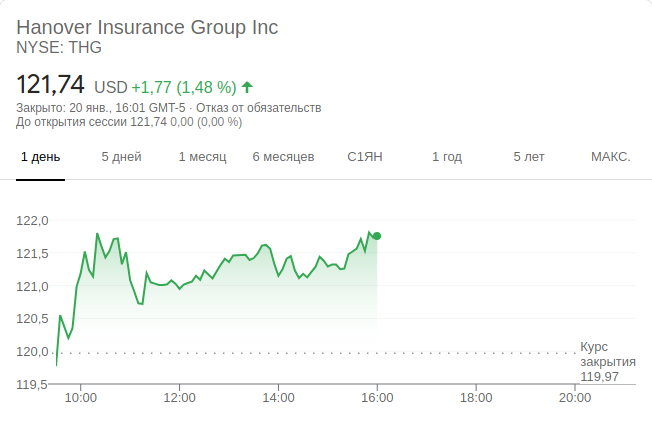 Hanover Insurance Group Inc
NYSE: THG
121,74 USD +1,77 (1,48 %)
Закрыто: 20 янв., 16:01 GMT-5 · Отказ от обязательств
До открытия сессии 121,74 0,00 (0,00 %)
1 день 5 дней 1 месяц 6 месяцев С1ЯН 1 год 5 лет МАКС.
122,0
121,5
121,0
120,5
120,0
Курс
закрытия
119,97
119,5
10:00 12:00 14:00 16:00 18:00 20:00